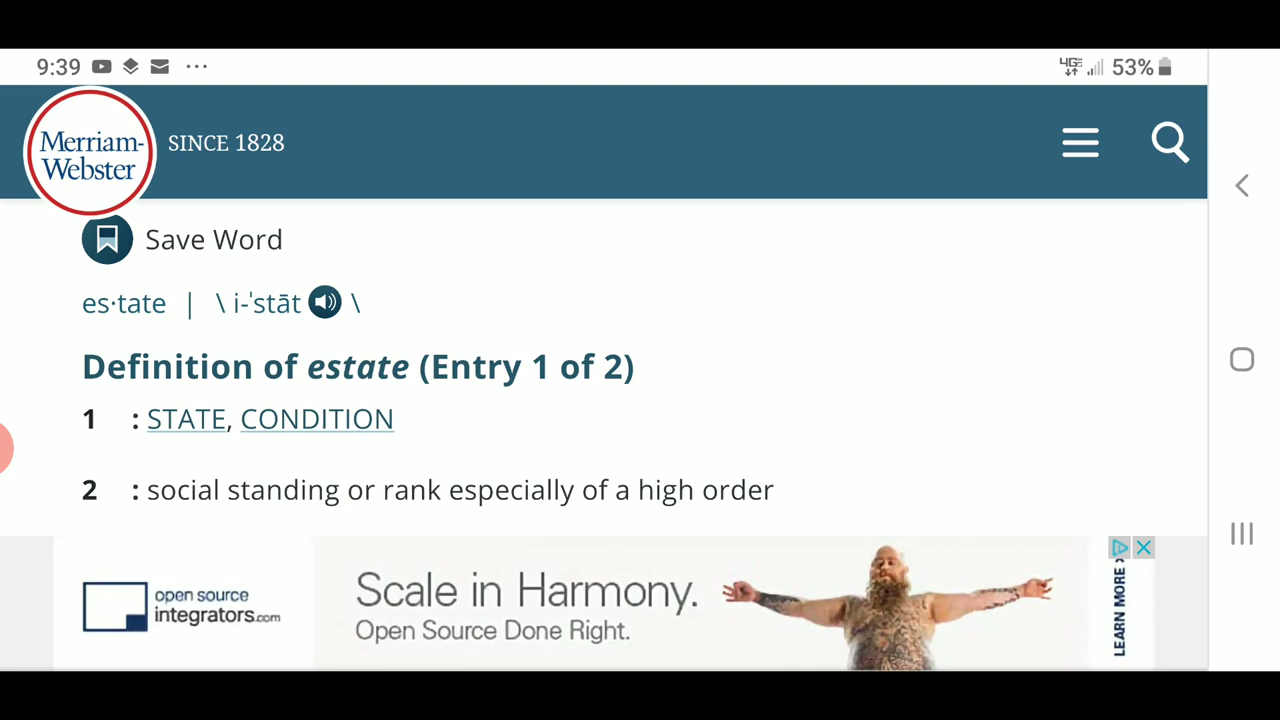 9:39 ... 4G 53%
Merriam-
Webster
SINCE 1828
Save Word
es·tate | \ i-ˈstāt \
Definition of estate (Entry 1 of 2)
1 : STATE, CONDITION
2 : social standing or rank especially of a high order
open source
integrators.com
Scale in Harmony.
Open Source Done Right.
LEARN MORE